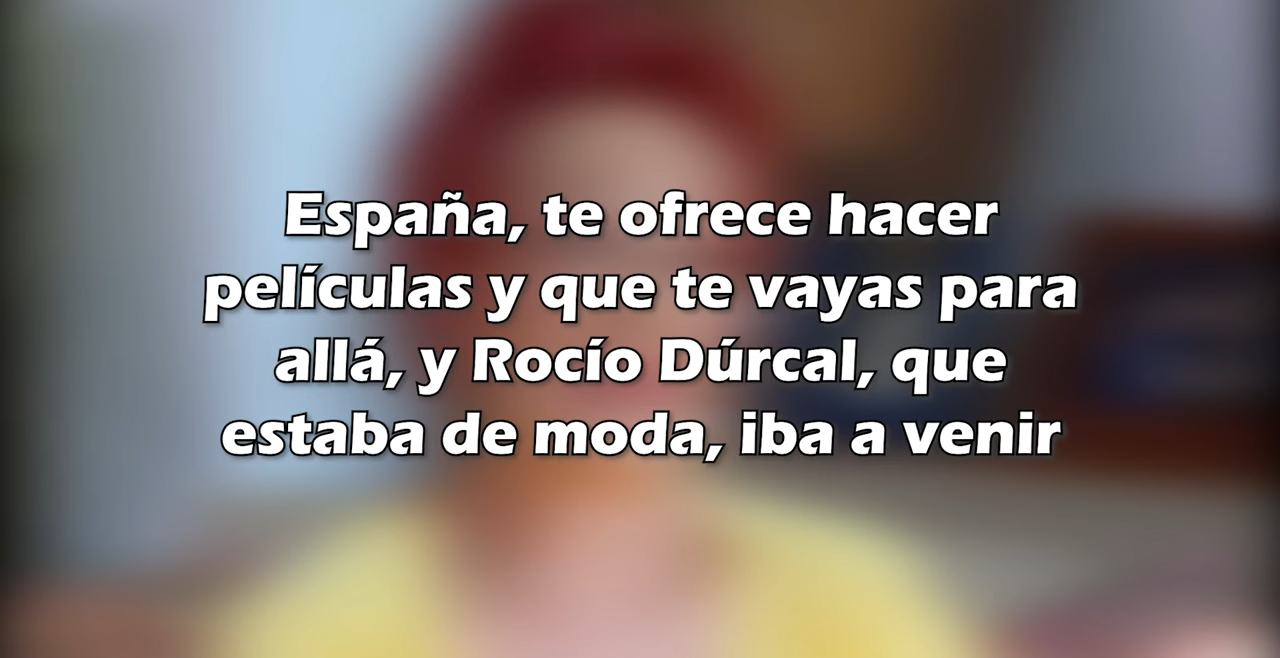 España, te ofrece hacer
películas y que te vayas para
allá, y Rocío Dúrcal, que
estaba de moda, iba a venir